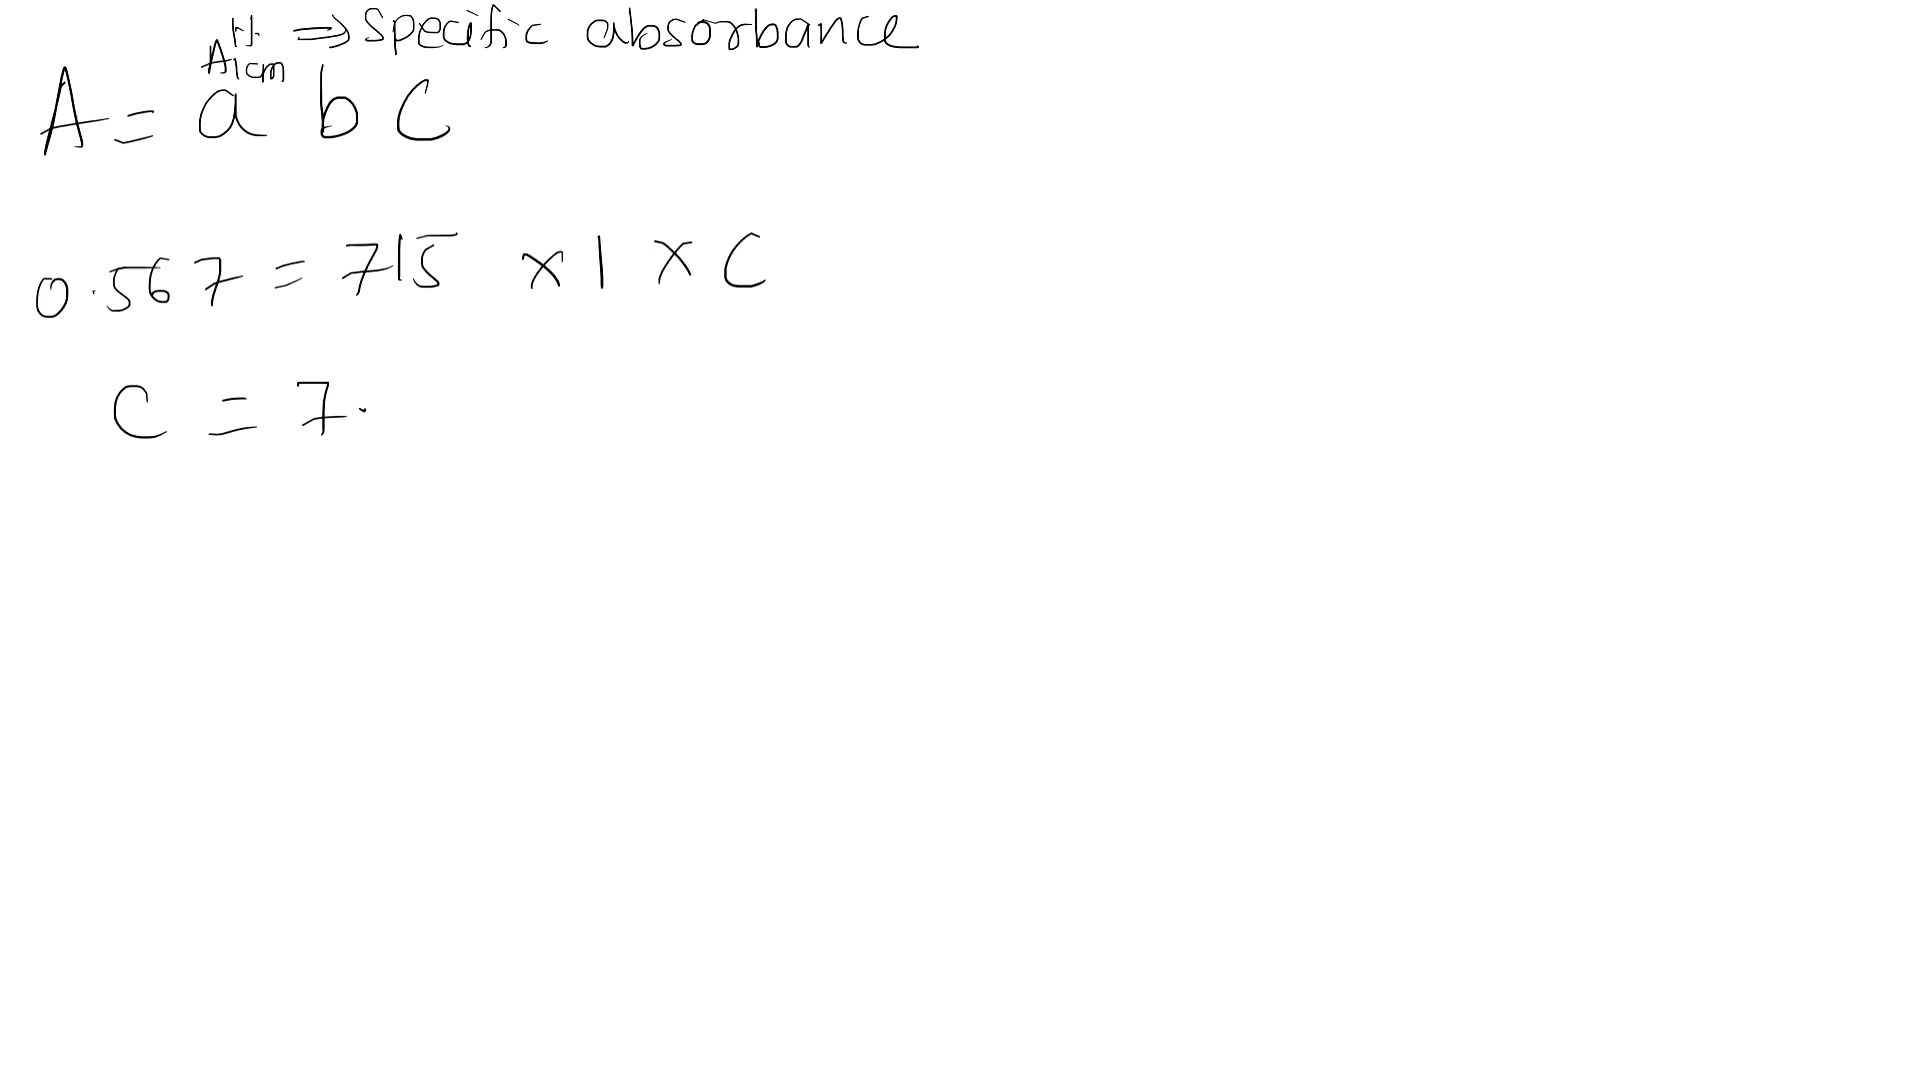 A1% 1cm ⇒ Specific absorbance
A = a b c
0.567 = 715 × 1 × C
C = 7.